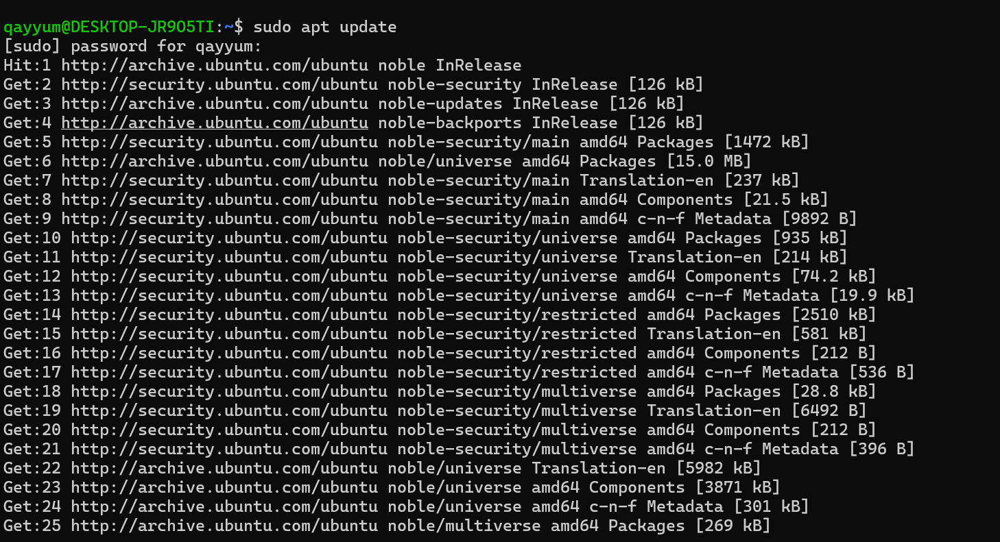 qayyum@DESKTOP-JR9O5TI:~$ sudo apt update
[sudo] password for qayyum:
Hit:1 http://archive.ubuntu.com/ubuntu noble InRelease
Get:2 http://security.ubuntu.com/ubuntu noble-security InRelease [126 kB]
Get:3 http://archive.ubuntu.com/ubuntu noble-updates InRelease [126 kB]
Get:4 http://archive.ubuntu.com/ubuntu noble-backports InRelease [126 kB]
Get:5 http://security.ubuntu.com/ubuntu noble-security/main amd64 Packages [1472 kB]
Get:6 http://archive.ubuntu.com/ubuntu noble/universe amd64 Packages [15.0 MB]
Get:7 http://security.ubuntu.com/ubuntu noble-security/main Translation-en [237 kB]
Get:8 http://security.ubuntu.com/ubuntu noble-security/main amd64 Components [21.5 kB]
Get:9 http://security.ubuntu.com/ubuntu noble-security/main amd64 c-n-f Metadata [9892 B]
Get:10 http://security.ubuntu.com/ubuntu noble-security/universe amd64 Packages [935 kB]
Get:11 http://security.ubuntu.com/ubuntu noble-security/universe Translation-en [214 kB]
Get:12 http://security.ubuntu.com/ubuntu noble-security/universe amd64 Components [74.2 kB]
Get:13 http://security.ubuntu.com/ubuntu noble-security/universe amd64 c-n-f Metadata [19.9 kB]
Get:14 http://security.ubuntu.com/ubuntu noble-security/restricted amd64 Packages [2510 kB]
Get:15 http://security.ubuntu.com/ubuntu noble-security/restricted Translation-en [581 kB]
Get:16 http://security.ubuntu.com/ubuntu noble-security/restricted amd64 Components [212 B]
Get:17 http://security.ubuntu.com/ubuntu noble-security/restricted amd64 c-n-f Metadata [536 B]
Get:18 http://security.ubuntu.com/ubuntu noble-security/multiverse amd64 Packages [28.8 kB]
Get:19 http://security.ubuntu.com/ubuntu noble-security/multiverse Translation-en [6492 B]
Get:20 http://security.ubuntu.com/ubuntu noble-security/multiverse amd64 Components [212 B]
Get:21 http://security.ubuntu.com/ubuntu noble-security/multiverse amd64 c-n-f Metadata [396 B]
Get:22 http://archive.ubuntu.com/ubuntu noble/universe Translation-en [5982 kB]
Get:23 http://archive.ubuntu.com/ubuntu noble/universe amd64 Components [3871 kB]
Get:24 http://archive.ubuntu.com/ubuntu noble/universe amd64 c-n-f Metadata [301 kB]
Get:25 http://archive.ubuntu.com/ubuntu noble/multiverse amd64 Packages [269 kB]